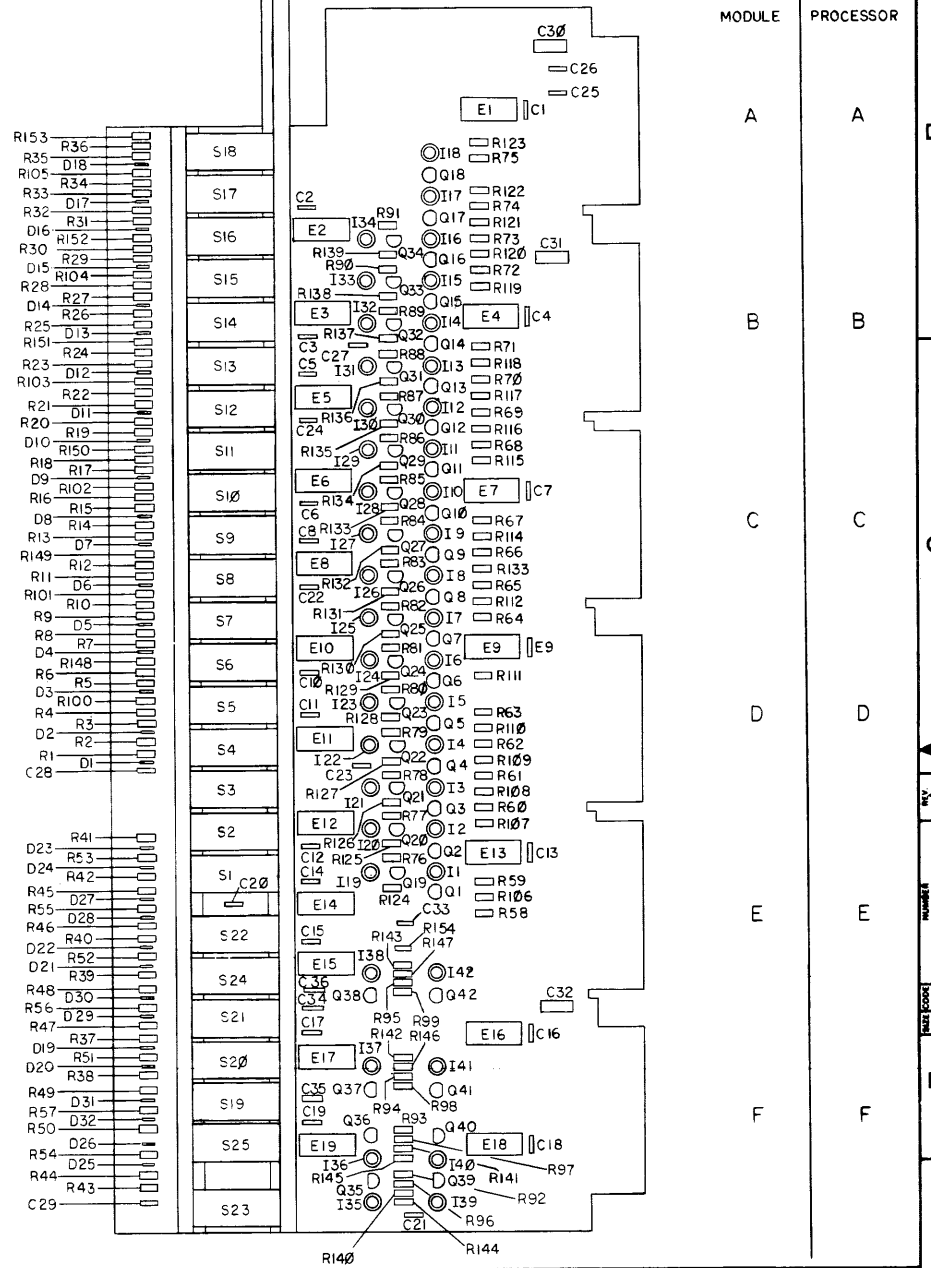 MODULE PROCESSOR
C3Ø
C26
C25
E1 C1
A A
R153
R36
R35
D18
R105
R34
R33
D17
R32
R31
D16
R152
R30
R29
D15
R104
R28
R27
D14
R26
R25
D13
R151
R24
R23
D12
R103
R22
R21
D11
R20
R19
D10
R150
R18
R17
D9
R102
R16
R15
D8
R14
R13
D7
R149
R12
R11
D6
R101
R10
R9
D5
R8
R7
D4
R148
R6
R5
D3
R100
R4
R3
D2
R2
R1
D1
C28
R41
D23
R53
D24
R42
R45
D27
R55
D28
R46
R40
D22
R52
D21
R39
R48
D30
R56
D29
R47
R37
D19
R51
D20
R38
R49
D31
R57
D32
R50
D26
R54
D25
R44
R43
C29
S18
S17
S16
S15
S14
S13
S12
S11
S1Ø
S9
S8
S7
S6
S5
S4
S3
S2
S1
C2Ø
S22
S24
S21
S2Ø
S19
S25
S23
C2
E2
E3
C3
C27
C5
E5
C24
E6
C6
C8
E8
C22
E10
C1Ø
C11
E11
C23
E12
C12
C14
E14
C15
E15
C36
C34
C17
E17
C35
C19
E19
I34 R91
R139 Q34
R9Ø
I33 Q33
R138
I32 R89
R137 Q32
R88
I31 Q31
R87
R136
I3Ø Q3Ø
R135 R86
I29 Q29
R85
R134
I28 Q28
R133 R84
I27 Q27
R83
R132
I26 Q26
R131 R82
I25 Q25
R81
R13Ø
I24 Q24
R129 R8Ø
I23 Q23
R128 R79
I22 Q22
R127 R78
I21 Q21
R77
R126 I2Ø Q2Ø
R125 R76
I19 Q19
R124
C33
R154
R143 R147
I38 I42
Q38 Q42
R95 R99
R142 R146
I37 I41
Q37 Q41
R94 R98
R93
Q36 Q40
I36 I4Ø R141 R97
R145
Q35 Q39
R92
I35 I39
R96
C21
R14Ø R144
I18
Q18
I17
Q17
I16
Q16
I15
Q15
I14
Q14
I13
Q13
I12
Q12
I11
Q11
I10
Q1Ø
I9
Q9
I8
Q8
I7
Q7
I6
Q6
I5
Q5
I4
Q4
I3
Q3
I2
Q2
I1
Q1
R123
R75
R122
R74
R121
R73
R12Ø
R72
R119
C31
E4 C4
B B
R71
R118
R7Ø
R117
R69
R116
R68
R115
E7 C7
C C
R67
R114
R66
R133
R65
R112
R64
E9 E9
R111
D D
R63
R11Ø
R62
R1Ø9
R61
R1Ø8
R6Ø
R1Ø7
E13 C13
R59
R1Ø6
R58
E E
C32
E16 C16
F F
E18 C18
REV.
NUMBER
SIZE CODE